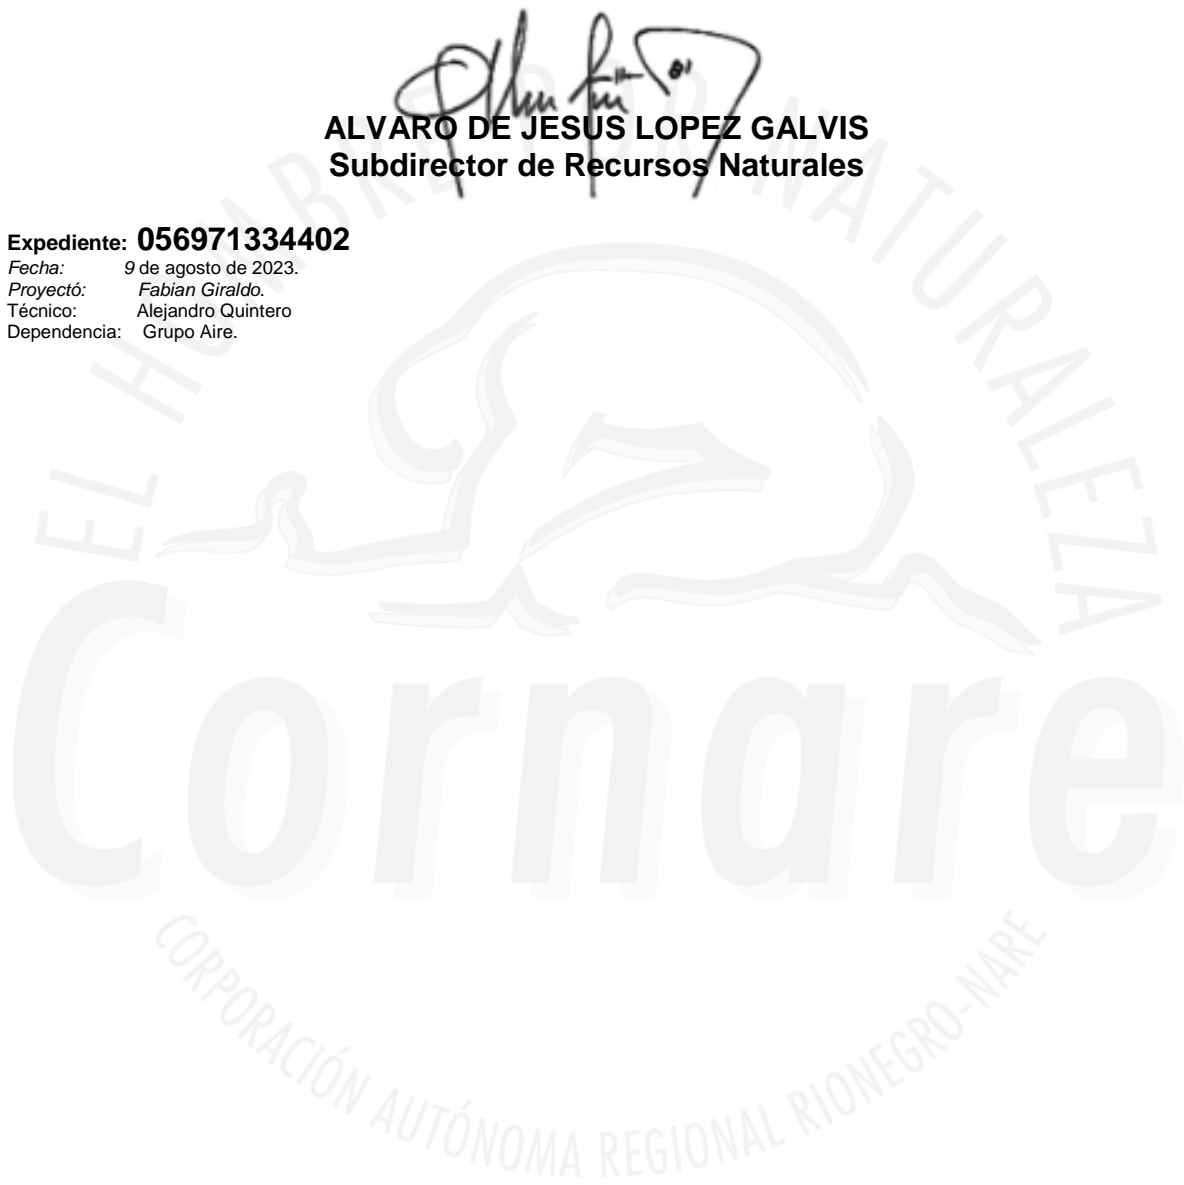 ALVARO DE JESUS LOPEZ GALVIS
Subdirector de Recursos Naturales
Expediente: 056971334402
Fecha: 9 de agosto de 2023.
Proyectó: Fabian Giraldo.
Técnico: Alejandro Quintero
Dependencia: Grupo Aire.
EL HOMBRE POR NATURALEZA
Cornare
CORPORACIÓN AUTÓNOMA REGIONAL RIONEGRO-NARE